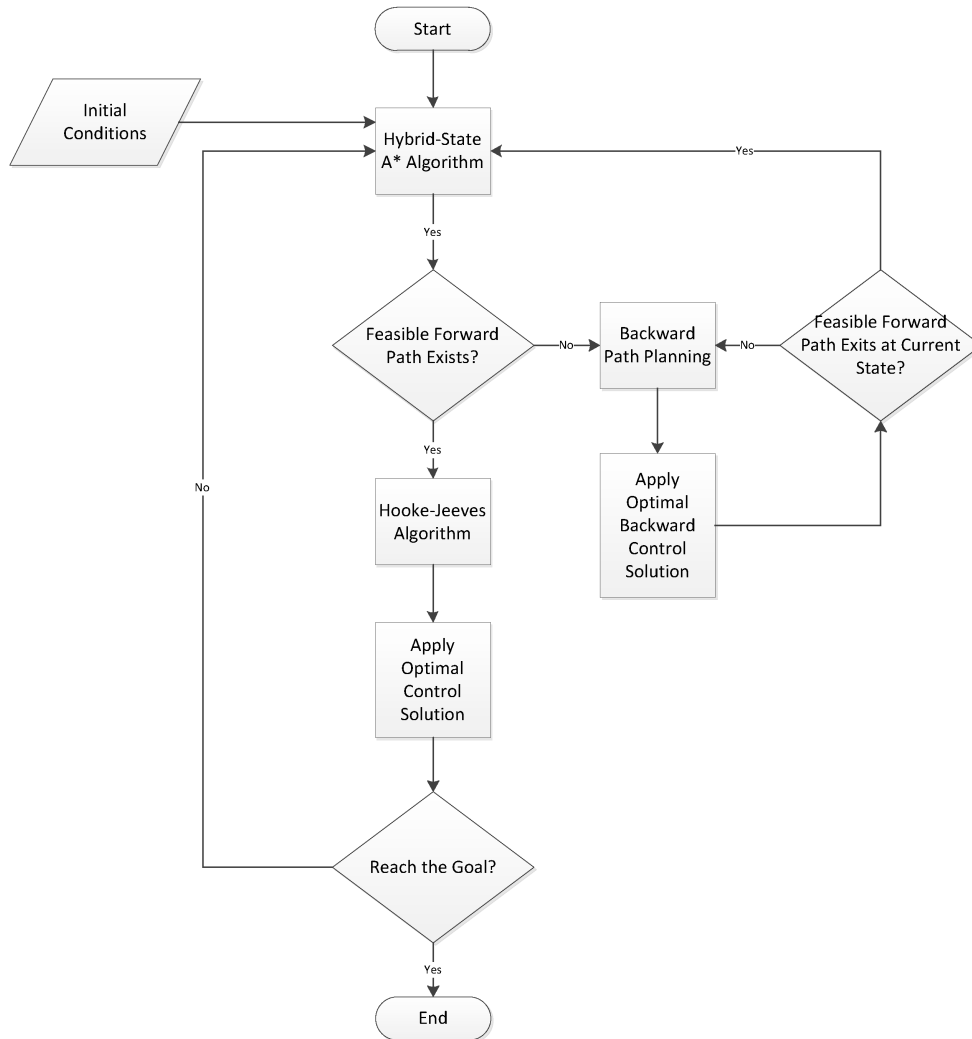 Start
Initial
Conditions
Hybrid-State
A* Algorithm
Yes
Yes
Feasible Forward
Path Exists?
No
Backward
Path Planning
No
Feasible Forward
Path Exits at Current
State?
Yes
Hooke-Jeeves
Algorithm
Apply
Optimal
Backward
Control
Solution
No
Apply
Optimal
Control
Solution
Reach the Goal?
Yes
End